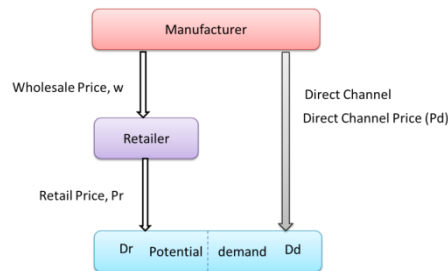 Manufacturer
Wholesale Price, w
Direct Channel
Direct Channel Price (Pd)
Retailer
Retail Price, Pr
Dr Potential demand Dd